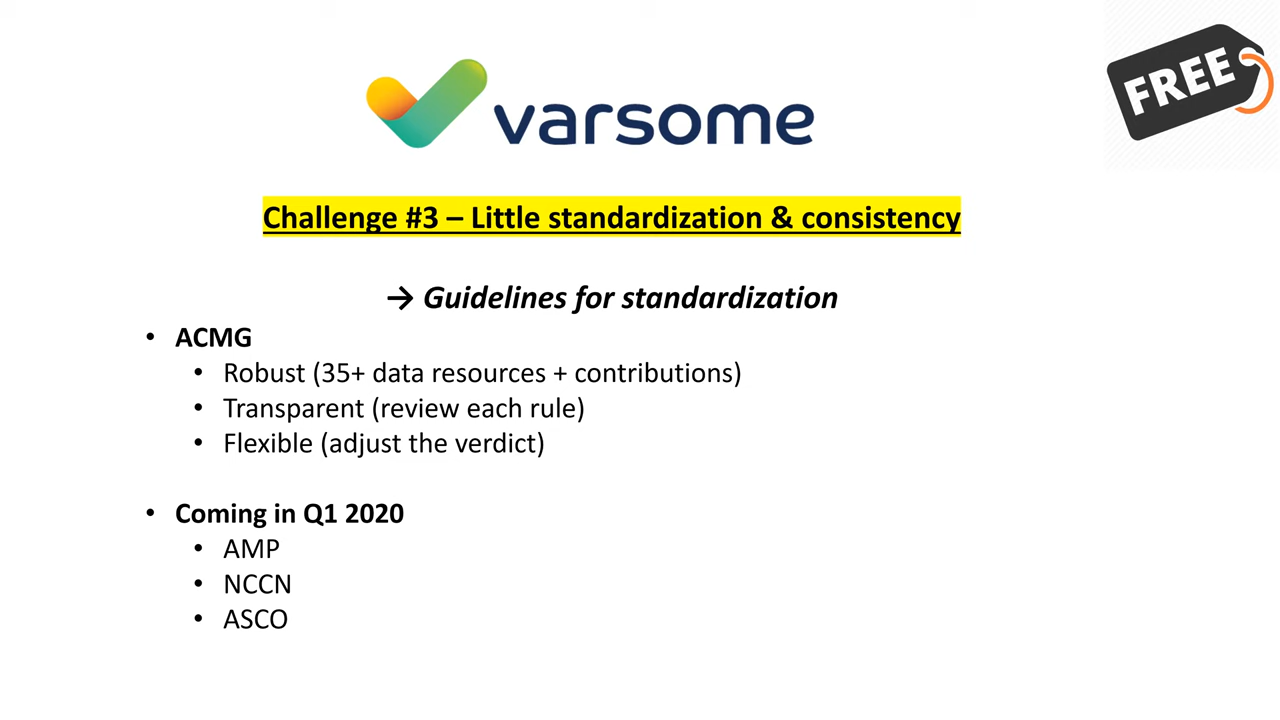 FREE
varsome
Challenge #3 – Little standardization & consistency
→ Guidelines for standardization
• ACMG
• Robust (35+ data resources + contributions)
• Transparent (review each rule)
• Flexible (adjust the verdict)
• Coming in Q1 2020
• AMP
• NCCN
• ASCO